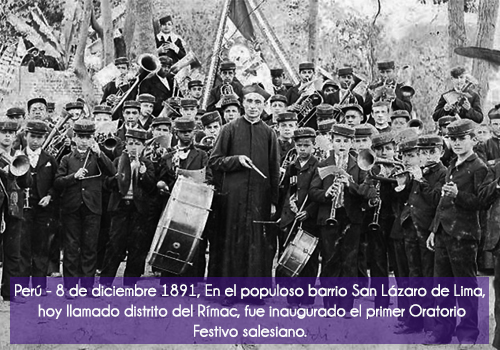 Perú - 8 de diciembre 1891, En el populoso barrio San Lázaro de Lima,
hoy llamado distrito del Rímac, fue inaugurado el primer Oratorio
Festivo salesiano.